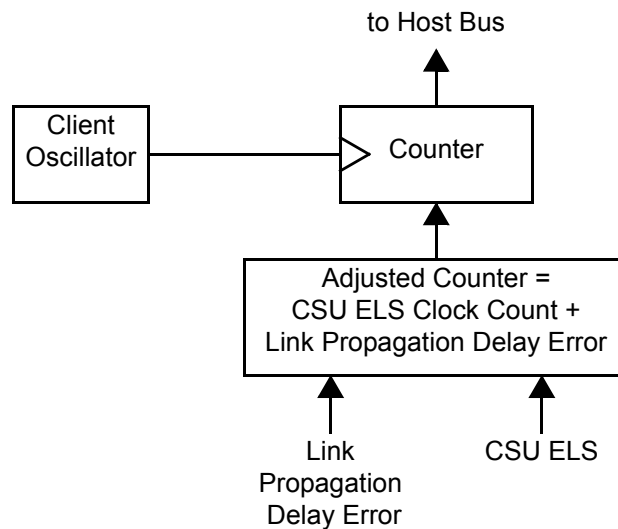 to Host Bus
Client
Oscillator
Counter
Adjusted Counter =
CSU ELS Clock Count +
Link Propagation Delay Error
Link
Propagation
Delay Error
CSU ELS